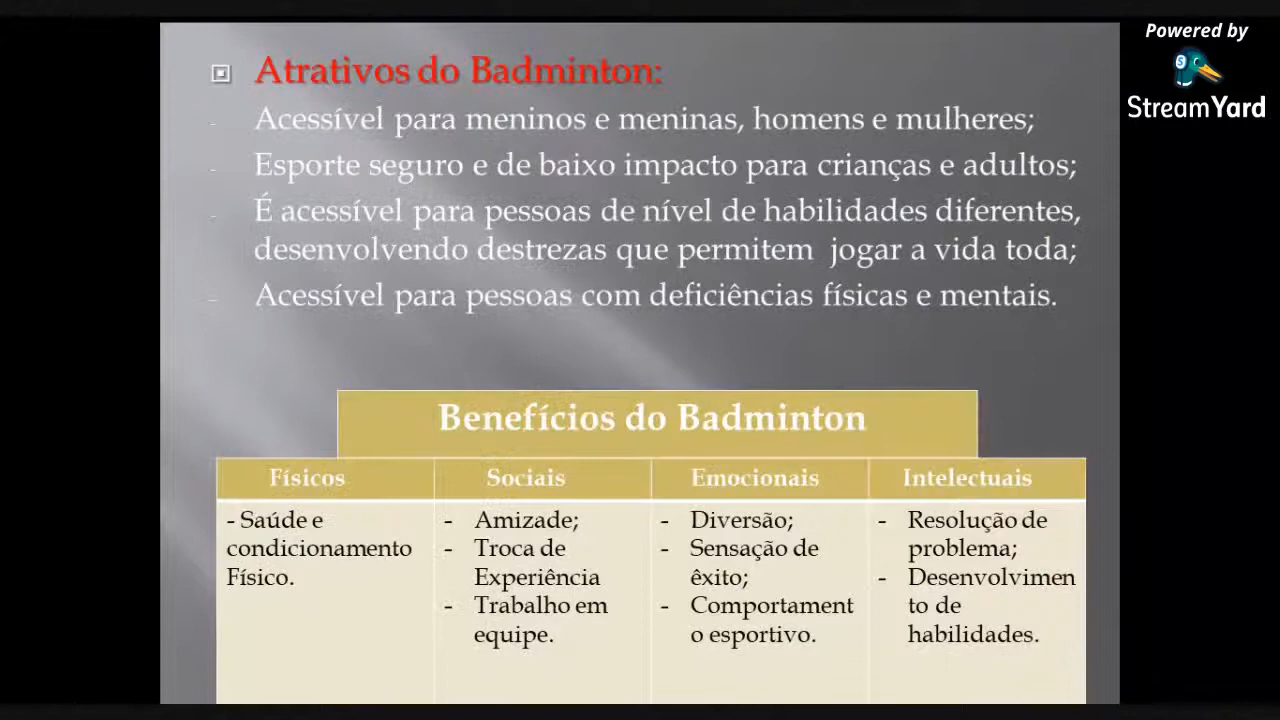 Powered by
StreamYard
Atrativos do Badminton:
- Acessível para meninos e meninas, homens e mulheres;
- Esporte seguro e de baixo impacto para crianças e adultos;
- É acessível para pessoas de nível de habilidades diferentes,
desenvolvendo destrezas que permitem jogar a vida toda;
- Acessível para pessoas com deficiências físicas e mentais.
Benefícios do Badminton
Físicos
- Saúde e
condicionamento
Físico.
Sociais
- Amizade;
- Troca de
Experiência
- Trabalho em
equipe.
Emocionais
- Diversão;
- Sensação de
êxito;
- Comportament
o esportivo.
Intelectuais
- Resolução de
problema;
- Desenvolvimen
to de
habilidades.